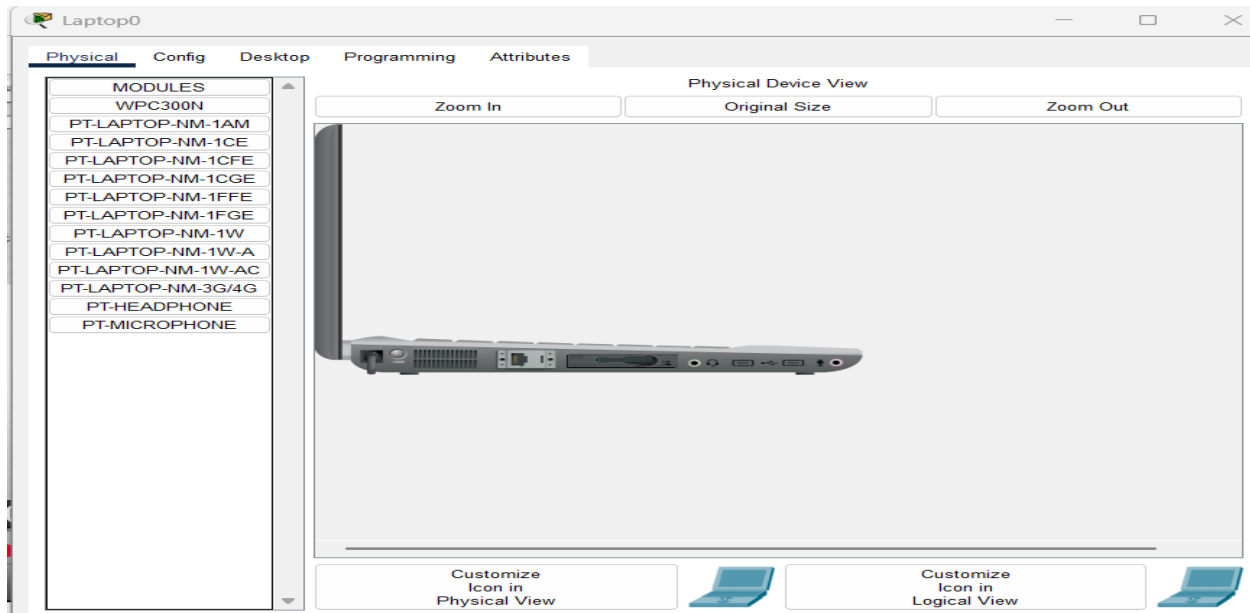 Laptop0
Physical Config Desktop Programming Attributes
MODULES
WPC300N
PT-LAPTOP-NM-1AM
PT-LAPTOP-NM-1CE
PT-LAPTOP-NM-1CFE
PT-LAPTOP-NM-1CGE
PT-LAPTOP-NM-1FFE
PT-LAPTOP-NM-1FGE
PT-LAPTOP-NM-1W
PT-LAPTOP-NM-1W-A
PT-LAPTOP-NM-1W-AC
PT-LAPTOP-NM-3G/4G
PT-HEADPHONE
PT-MICROPHONE
Physical Device View
Zoom In Original Size Zoom Out
Customize
Icon in
Physical View
Customize
Icon in
Logical View